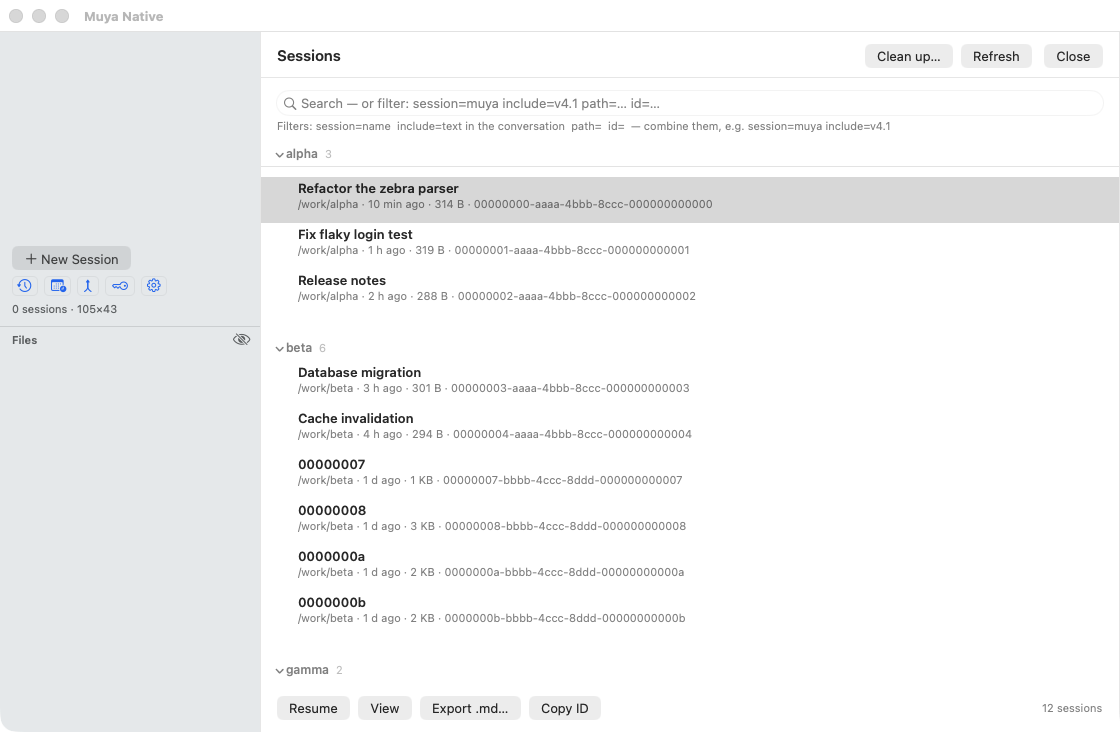 Muya Native
Sessions
Clean up...
Refresh
Close
Search — or filter: session=muya include=v4.1 path=... id=...
Filters: session=name include=text in the conversation path= id= — combine them, e.g. session=muya include=v4.1
alpha 3
Refactor the zebra parser
/work/alpha · 10 min ago · 314 B · 00000000-aaaa-4bbb-8ccc-000000000000
Fix flaky login test
/work/alpha · 1 h ago · 319 B · 00000001-aaaa-4bbb-8ccc-000000000001
Release notes
/work/alpha · 2 h ago · 288 B · 00000002-aaaa-4bbb-8ccc-000000000002
beta 6
Database migration
/work/beta · 3 h ago · 301 B · 00000003-aaaa-4bbb-8ccc-000000000003
Cache invalidation
/work/beta · 4 h ago · 294 B · 00000004-aaaa-4bbb-8ccc-000000000004
00000007
/work/beta · 1 d ago · 1 KB · 00000007-bbbb-4ccc-8ddd-000000000007
00000008
/work/beta · 1 d ago · 3 KB · 00000008-bbbb-4ccc-8ddd-000000000008
0000000a
/work/beta · 1 d ago · 2 KB · 0000000a-bbbb-4ccc-8ddd-00000000000a
0000000b
/work/beta · 1 d ago · 2 KB · 0000000b-bbbb-4ccc-8ddd-00000000000b
gamma 2
Resume
View
Export .md...
Copy ID
12 sessions
+ New Session
0 sessions · 105×43
Files